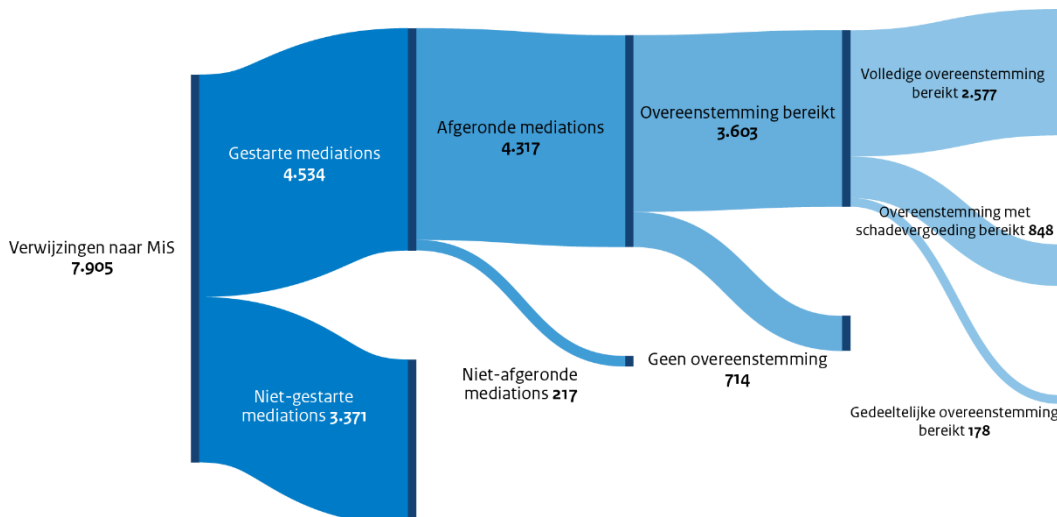 Verwijzingen naar MiS
7.905
Gestarte mediations
4.534
Niet-gestarte
mediations 3.371
Afgeronde mediations
4.317
Niet-afgeronde
mediations 217
Overeenstemming bereikt
3.603
Geen overeenstemming
714
Volledige overeenstemming
bereikt 2.577
Overeenstemming met
schadevergoeding bereikt 848
Gedeeltelijke overeenstemming
bereikt 178